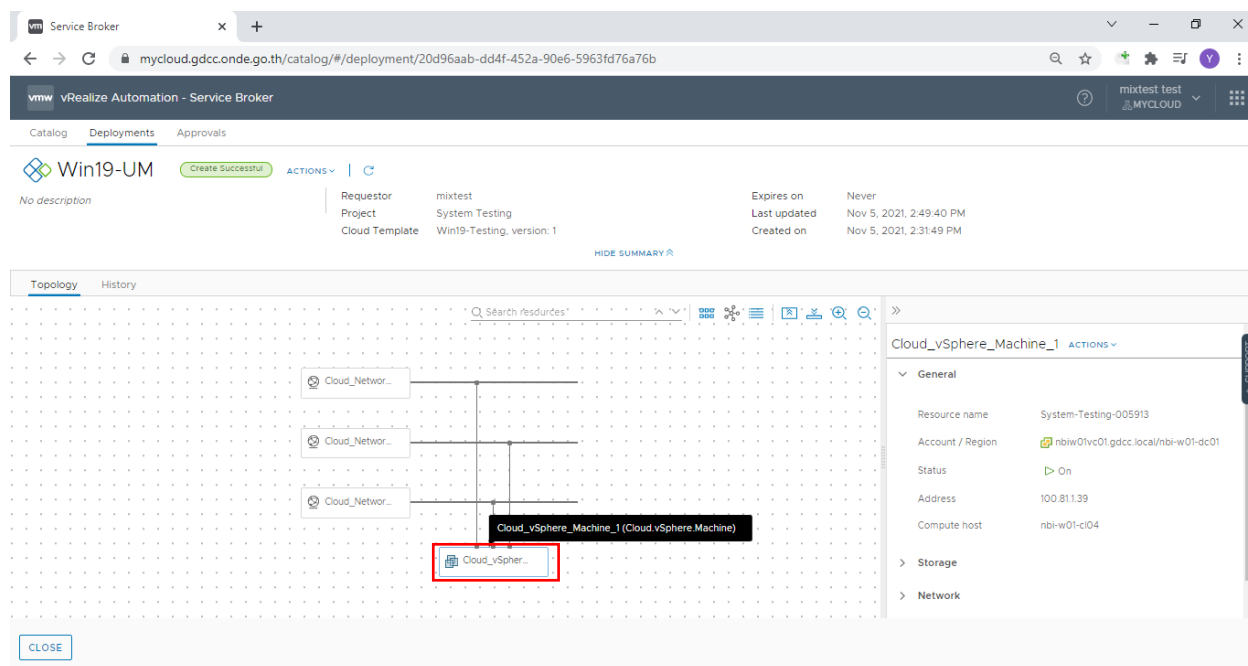 vm Service Broker
mycloud.gdcc.onde.go.th/catalog/#/deployment/20d96aab-dd4f-452a-90e6-5963fd76a76b
Y
vmw vRealize Automation - Service Broker
mixtest test
MYCLOUD
Catalog Deployments Approvals
Win19-UM Create Successful ACTIONS
No description
Requestor mixtest Expires on Never
Project System Testing Last updated Nov 5, 2021, 2:49:40 PM
Cloud Template Win19-Testing, version: 1 Created on Nov 5, 2021, 2:31:49 PM
HIDE SUMMARY
Topology History
Search resources
Cloud_vSphere_Machine_1 ACTIONS
General
Cloud_Networ...
Resource name System-Testing-005913
Cloud_Networ...
Account / Region nbiw01vc01.gdcc.local/nbi-w01-dc01
Status On
Cloud_Networ...
Address 100.81.1.39
Cloud_vSphere_Machine_1 (Cloud.vSphere.Machine)
Compute host nbi-w01-cl04
Cloud_vSpher...
Storage
Network
CLOSE